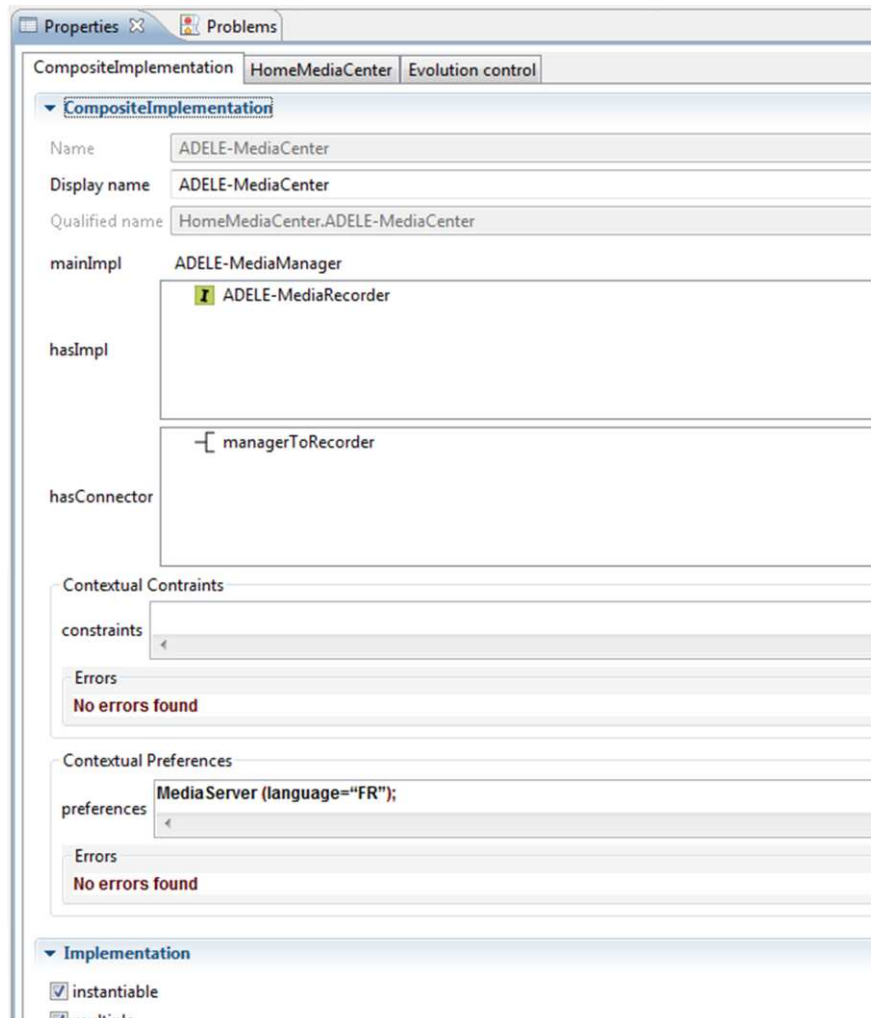 Properties Problems
CompositeImplementation HomeMediaCenter Evolution control
CompositeImplementation
Name ADELE-MediaCenter
Display name ADELE-MediaCenter
Qualified name HomeMediaCenter.ADELE-MediaCenter
mainImpl ADELE-MediaManager
I ADELE-MediaRecorder
hasImpl
managerToRecorder
hasConnector
Contextual Contraints
constraints
Errors
No errors found
Contextual Preferences
MediaServer (language=“FR”);
preferences
Errors
No errors found
Implementation
instantiable